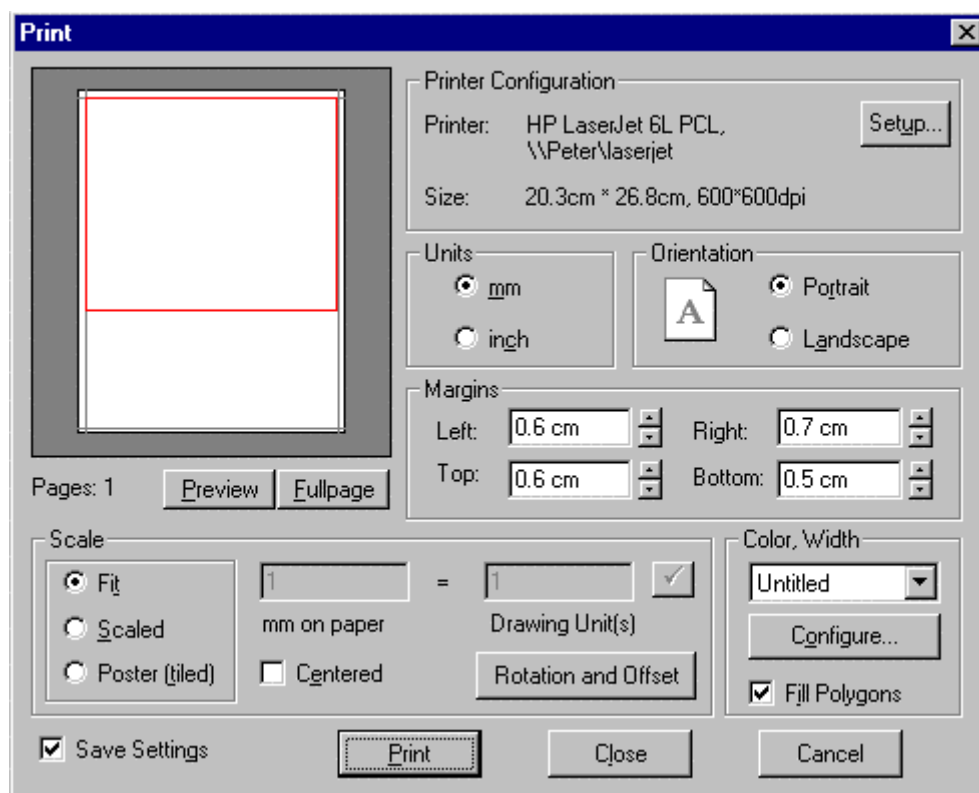 Print
Printer Configuration
Printer: HP LaserJet 6L PCL,
\\Peter\laserjet
Setup...
Size: 20.3cm * 26.8cm, 600*600dpi
Units
mm
inch
Orientation
A
Portrait
Landscape
Margins
Left: 0.6 cm
Right: 0.7 cm
Top: 0.6 cm
Bottom: 0.5 cm
Pages: 1
Preview
Fullpage
Scale
Fit
Scaled
Poster (tiled)
1 = 1
mm on paper
Drawing Unit(s)
Centered
Rotation and Offset
Color, Width
Untitled
Configure...
Fill Polygons
Save Settings
Print
Close
Cancel